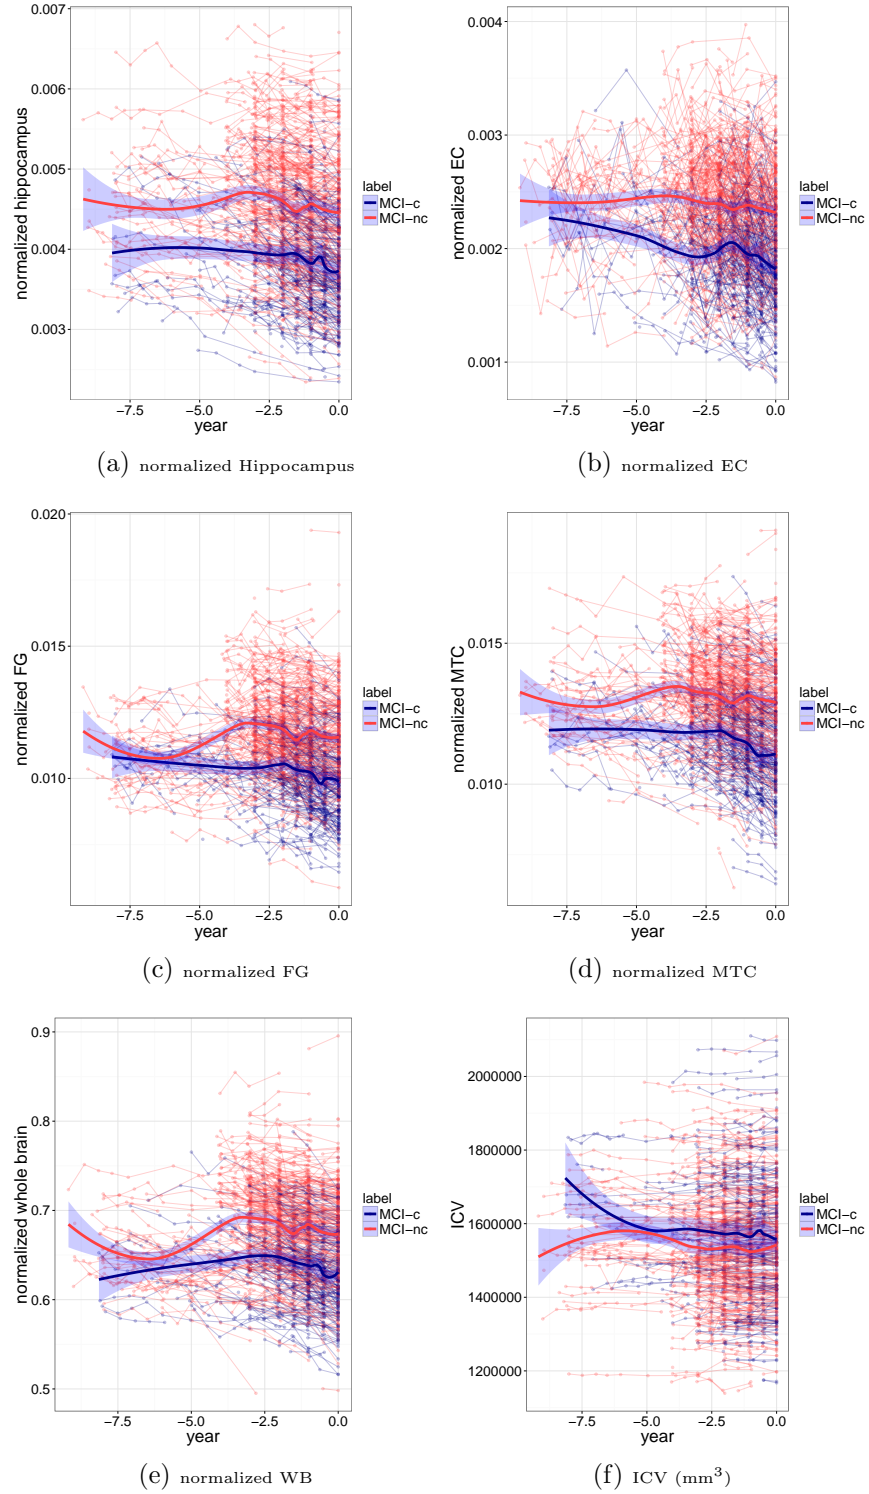 0.007
0.006
0.005
0.004
0.003
normalized hippocampus
−7.5 −5.0 −2.5 0.0
year
label
MCI−c
MCI−nc
(a) normalized Hippocampus
0.004
0.003
0.002
0.001
normalized EC
−7.5 −5.0 −2.5 0.0
year
label
MCI−c
MCI−nc
(b) normalized EC
0.020
0.015
0.010
normalized FG
−7.5 −5.0 −2.5 0.0
year
label
MCI−c
MCI−nc
(c) normalized FG
0.015
0.010
normalized MTC
−7.5 −5.0 −2.5 0.0
year
label
MCI−c
MCI−nc
(d) normalized MTC
0.9
0.8
0.7
0.6
0.5
normalized whole brain
−7.5 −5.0 −2.5 0.0
year
label
MCI−c
MCI−nc
(e) normalized WB
2000000
1800000
1600000
1400000
1200000
ICV
−7.5 −5.0 −2.5 0.0
year
label
MCI−c
MCI−nc
(f) ICV (mm³)